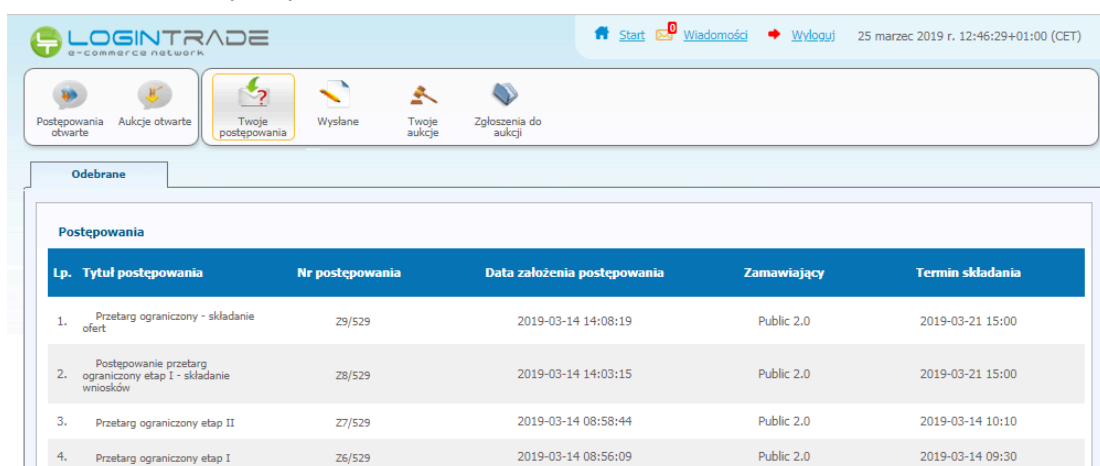 LOGINTRADE
e-commerce network
Start 0 Wiadomości Wyloguj 25 marzec 2019 r. 12:46:29+01:00 (CET)
Postępowania otwarte
Aukcje otwarte
Twoje postępowania
Wysłane
Twoje aukcje
Zgłoszenia do aukcji
Odebrane
Postępowania
Lp. Tytuł postępowania Nr postępowania Data założenia postępowania Zamawiający Termin składania
1. Przetarg ograniczony - składanie ofert Z9/529 2019-03-14 14:08:19 Public 2.0 2019-03-21 15:00
2. Postępowanie przetarg ograniczony etap I - składanie wniosków Z8/529 2019-03-14 14:03:15 Public 2.0 2019-03-21 15:00
3. Przetarg ograniczony etap II Z7/529 2019-03-14 08:58:44 Public 2.0 2019-03-14 10:10
4. Przetarg ograniczony etap I Z6/529 2019-03-14 08:56:09 Public 2.0 2019-03-14 09:30